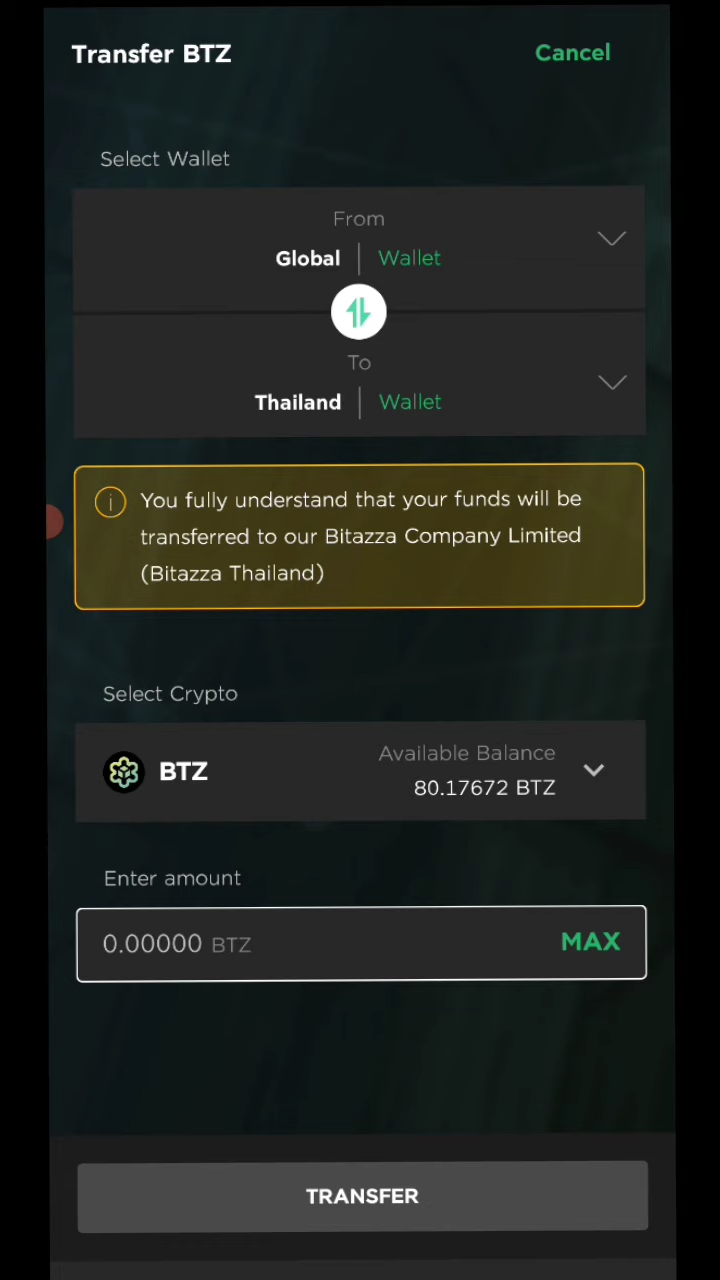 Transfer BTZ
Cancel
Select Wallet
From
Global | Wallet
To
Thailand | Wallet
You fully understand that your funds will be
transferred to our Bitazza Company Limited
(Bitazza Thailand)
Select Crypto
BTZ
Available Balance
80.17672 BTZ
Enter amount
0.00000 BTZ
MAX
TRANSFER